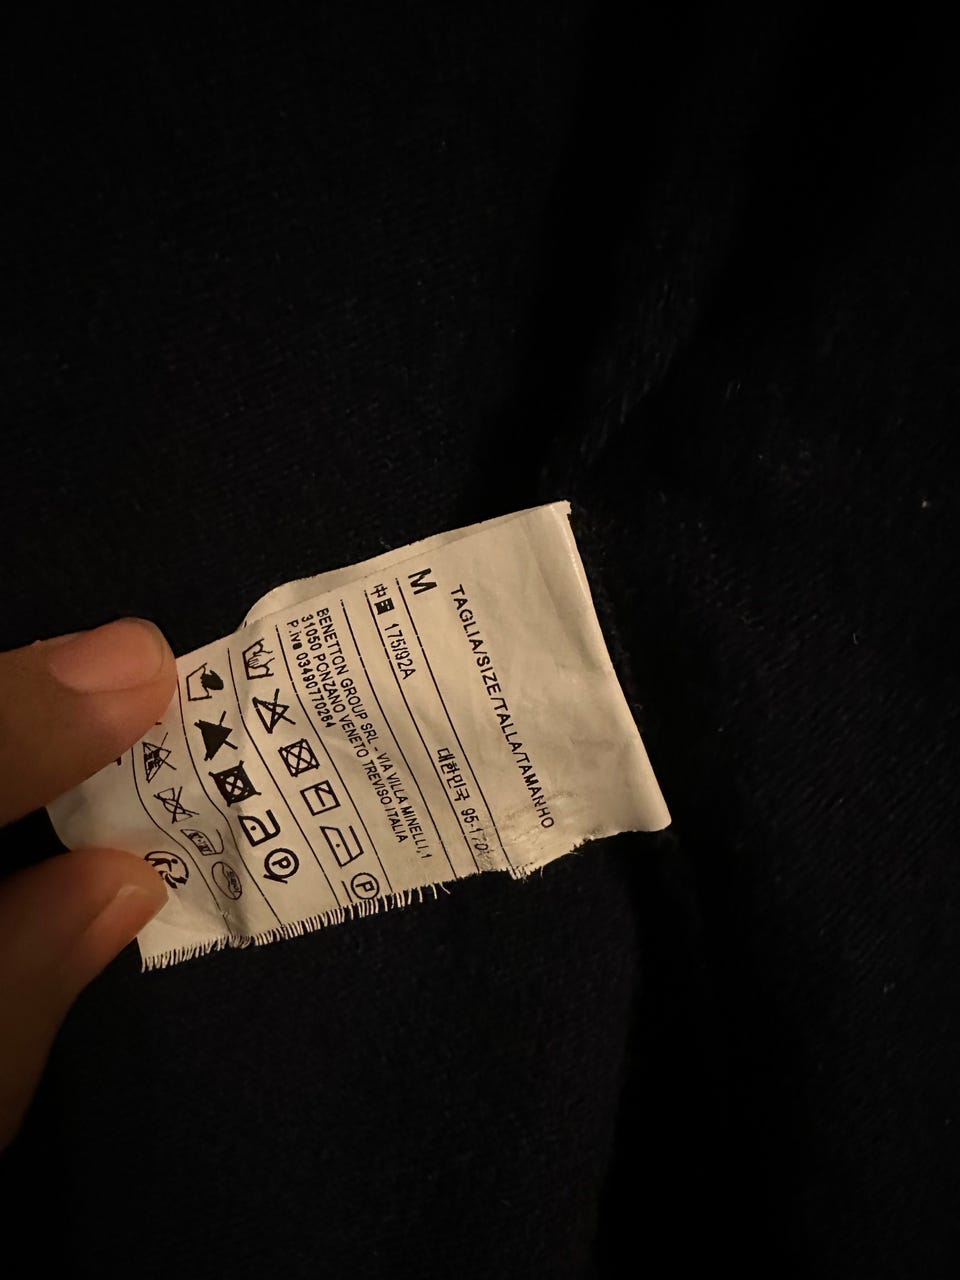 TAGLIA/SIZE/TALLA/TAMANHO
M
中国 175/92A 대한민국 95-170
BENETTON GROUP SRL - VIA VILLA MINELLI,1
31050 PONZANO VENETO TREVISO ITALIA
P.iva 03490770264
P
P